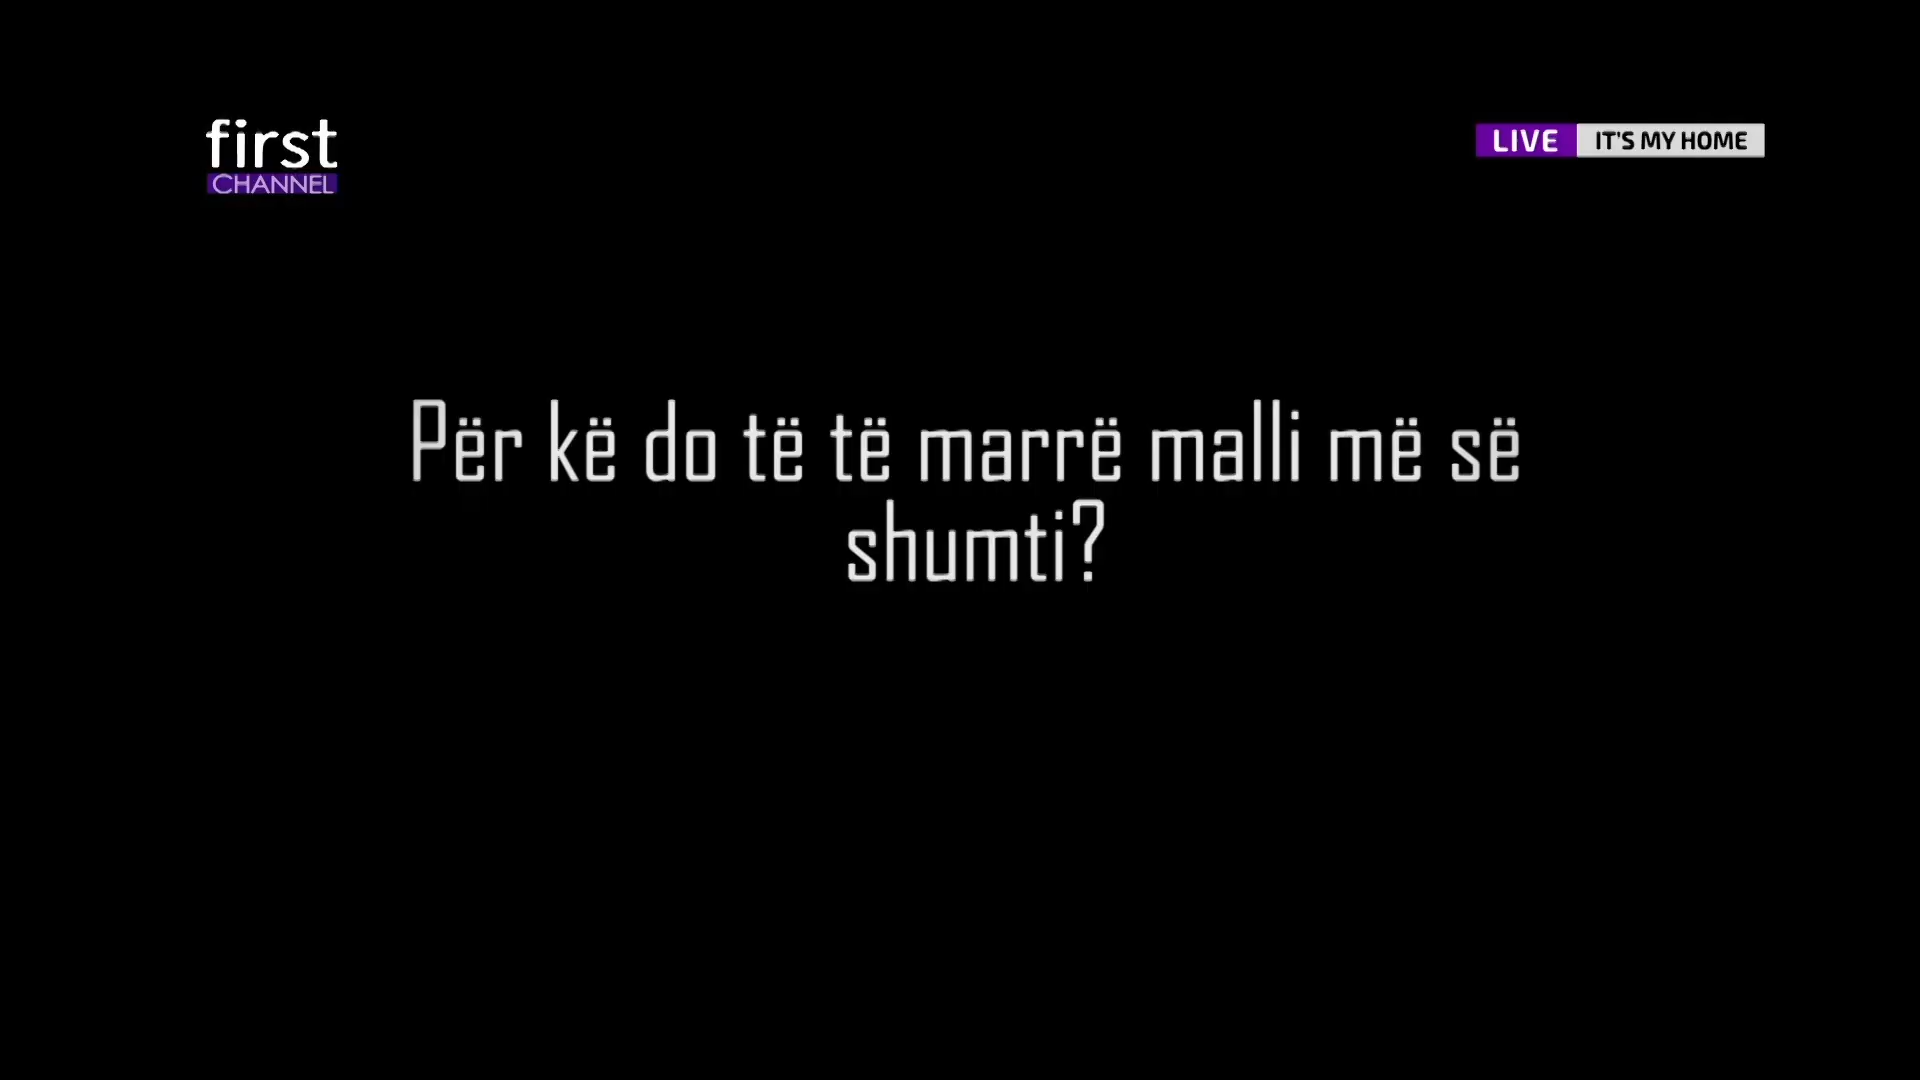 first
CHANNEL
LIVE IT'S MY HOME
Për kë do të të marrë malli më së
shumti?